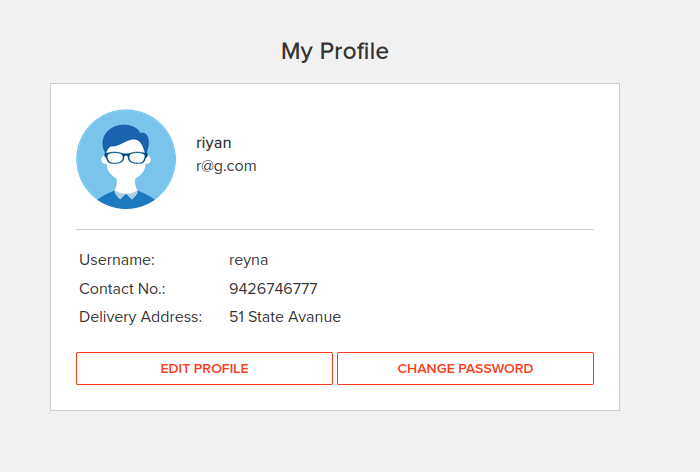 My Profile
riyan
r@g.com
Username: reyna
Contact No.: 9426746777
Delivery Address: 51 State Avanue
EDIT PROFILE CHANGE PASSWORD